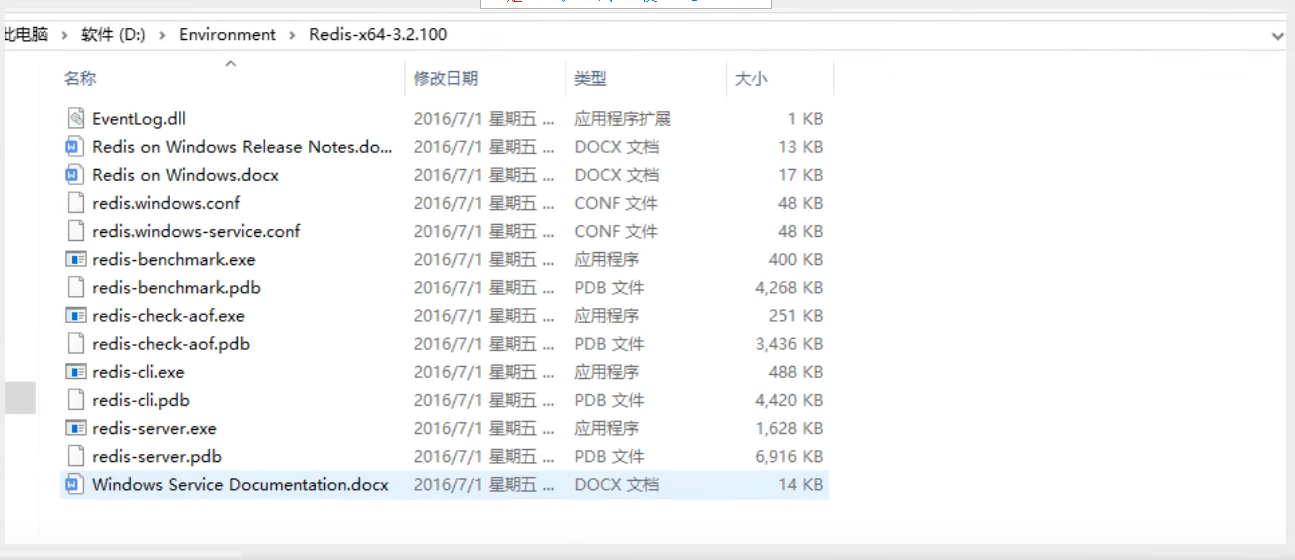 此电脑 › 软件 (D:) › Environment › Redis-x64-3.2.100
名称 修改日期 类型 大小
EventLog.dll 2016/7/1 星期五 ... 应用程序扩展 1 KB
Redis on Windows Release Notes.do... 2016/7/1 星期五 ... DOCX 文档 13 KB
Redis on Windows.docx 2016/7/1 星期五 ... DOCX 文档 17 KB
redis.windows.conf 2016/7/1 星期五 ... CONF 文件 48 KB
redis.windows-service.conf 2016/7/1 星期五 ... CONF 文件 48 KB
redis-benchmark.exe 2016/7/1 星期五 ... 应用程序 400 KB
redis-benchmark.pdb 2016/7/1 星期五 ... PDB 文件 4,268 KB
redis-check-aof.exe 2016/7/1 星期五 ... 应用程序 251 KB
redis-check-aof.pdb 2016/7/1 星期五 ... PDB 文件 3,436 KB
redis-cli.exe 2016/7/1 星期五 ... 应用程序 488 KB
redis-cli.pdb 2016/7/1 星期五 ... PDB 文件 4,420 KB
redis-server.exe 2016/7/1 星期五 ... 应用程序 1,628 KB
redis-server.pdb 2016/7/1 星期五 ... PDB 文件 6,916 KB
Windows Service Documentation.docx 2016/7/1 星期五 ... DOCX 文档 14 KB